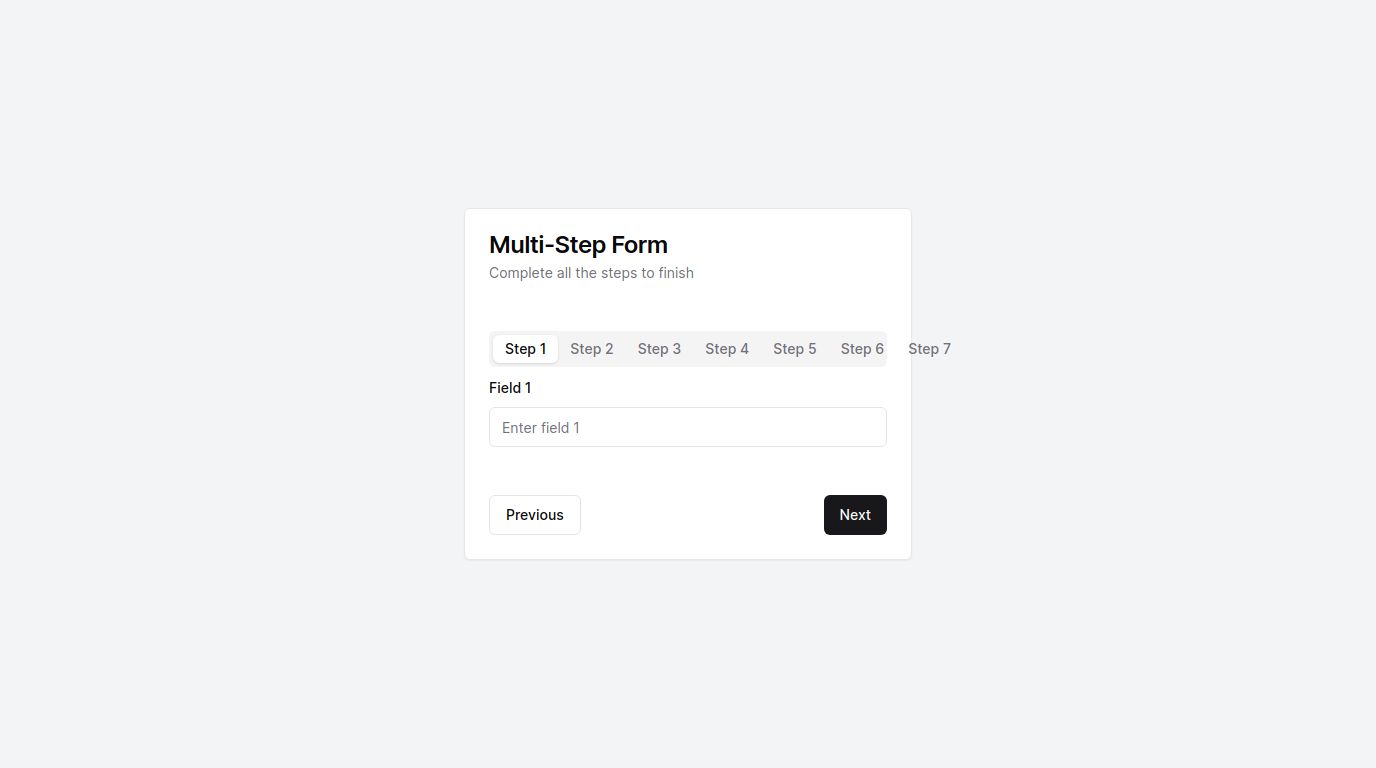 Multi-Step Form
Complete all the steps to finish
Step 1 Step 2 Step 3 Step 4 Step 5 Step 6 Step 7
Field 1
Enter field 1
Previous Next